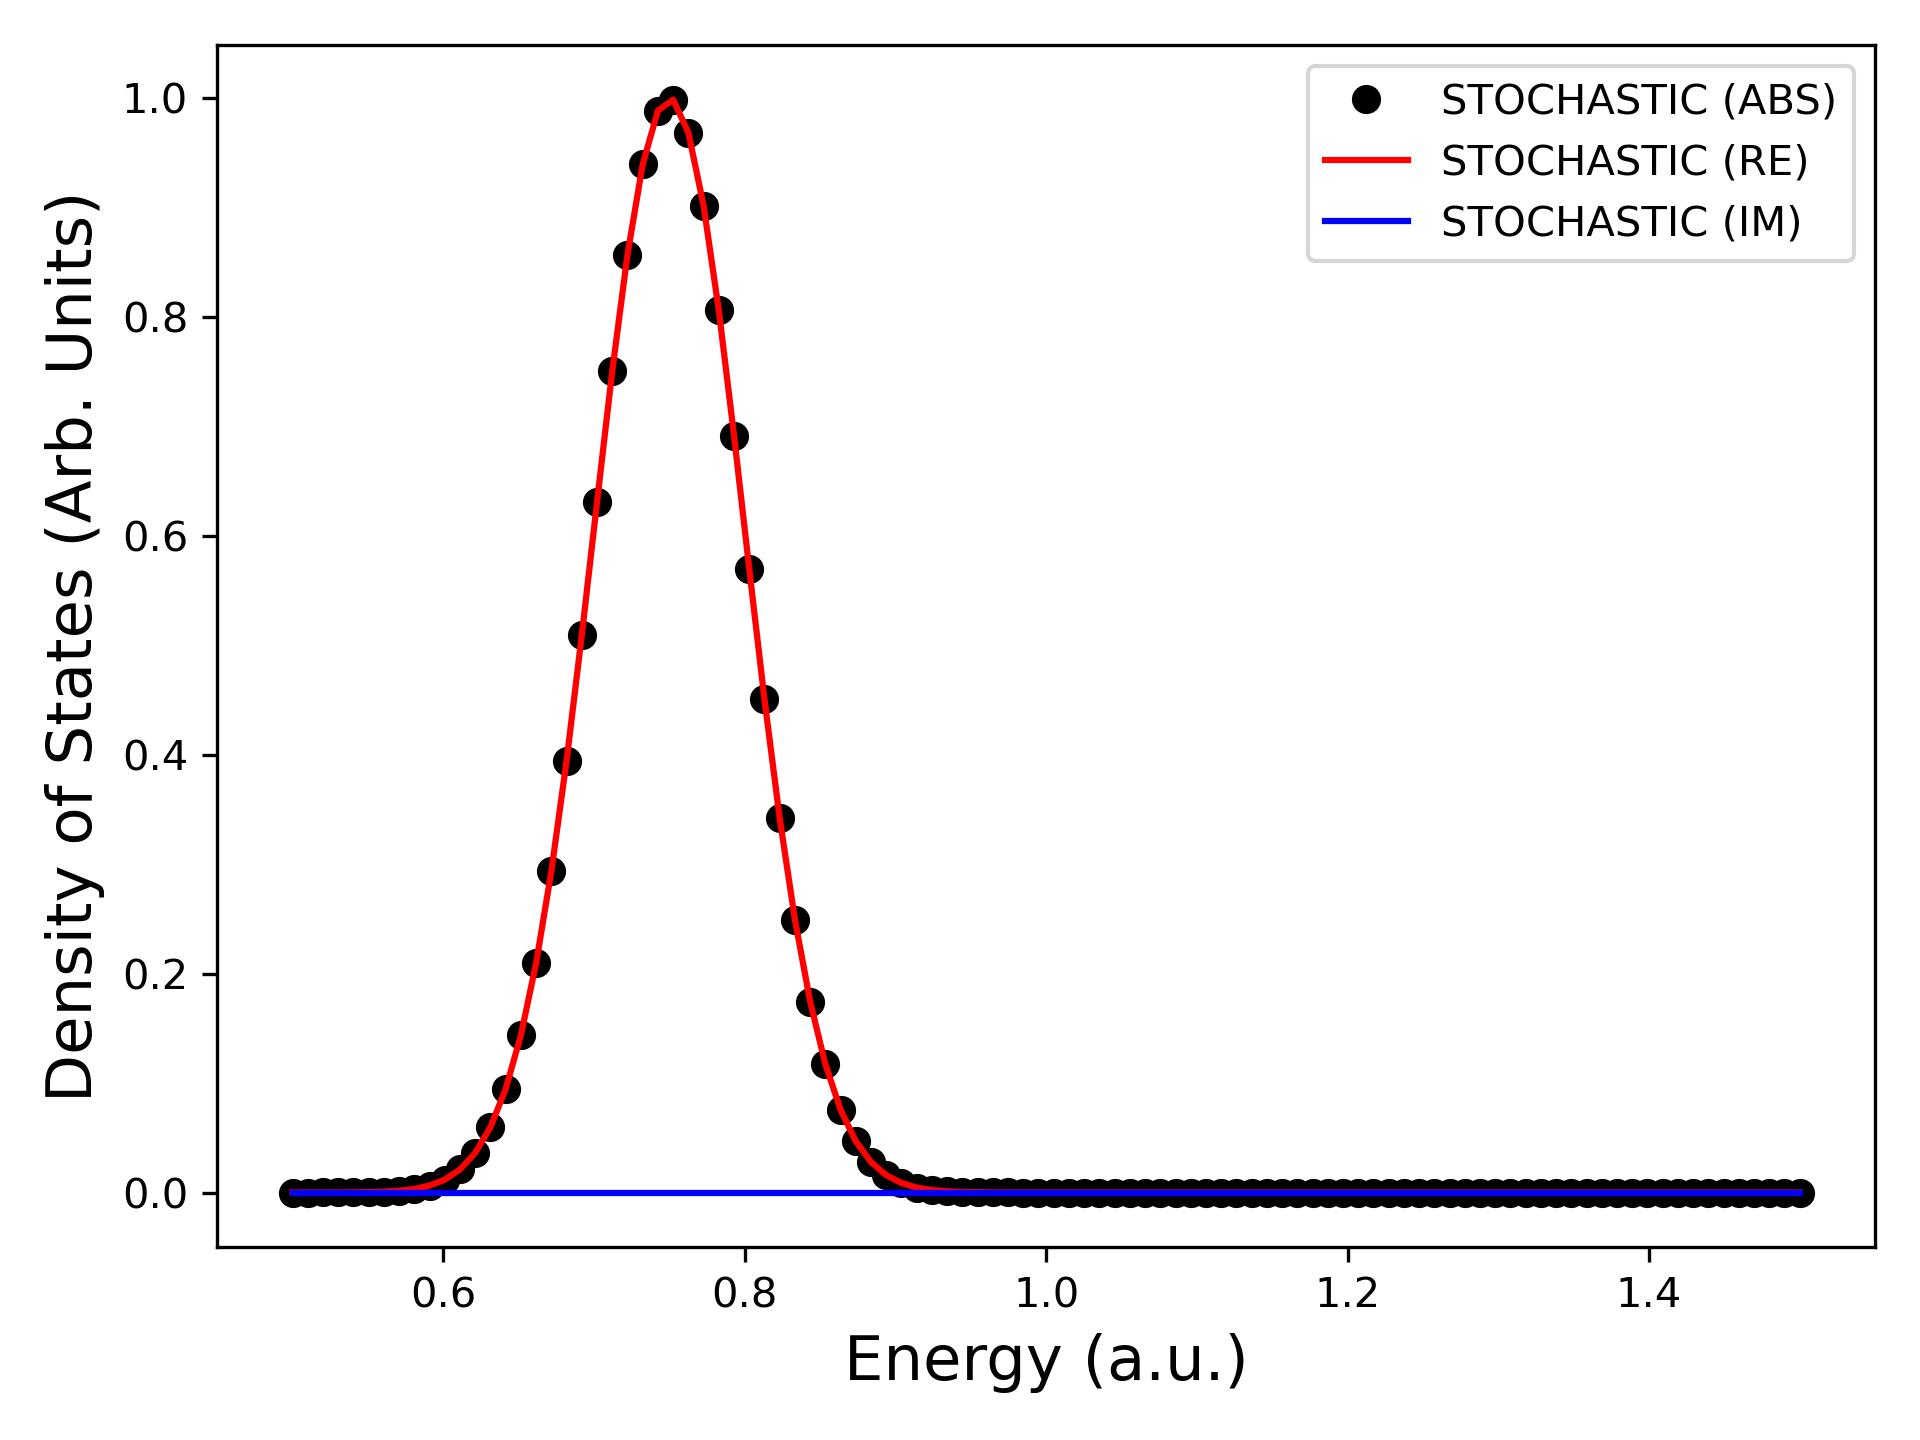 STOCHASTIC (ABS)
STOCHASTIC (RE)
STOCHASTIC (IM)
Density of States (Arb. Units)
1.0
0.8
0.6
0.4
0.2
0.0
0.6 0.8 1.0 1.2 1.4
Energy (a.u.)